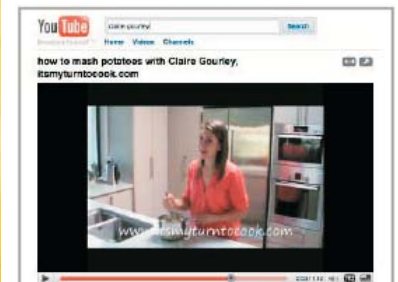 YouTube
claire gourley
Search
Home Videos Channels
how to mash potatoes with Claire Gourley,
itsmyturntocook.com
www.itsmyturntocook.com